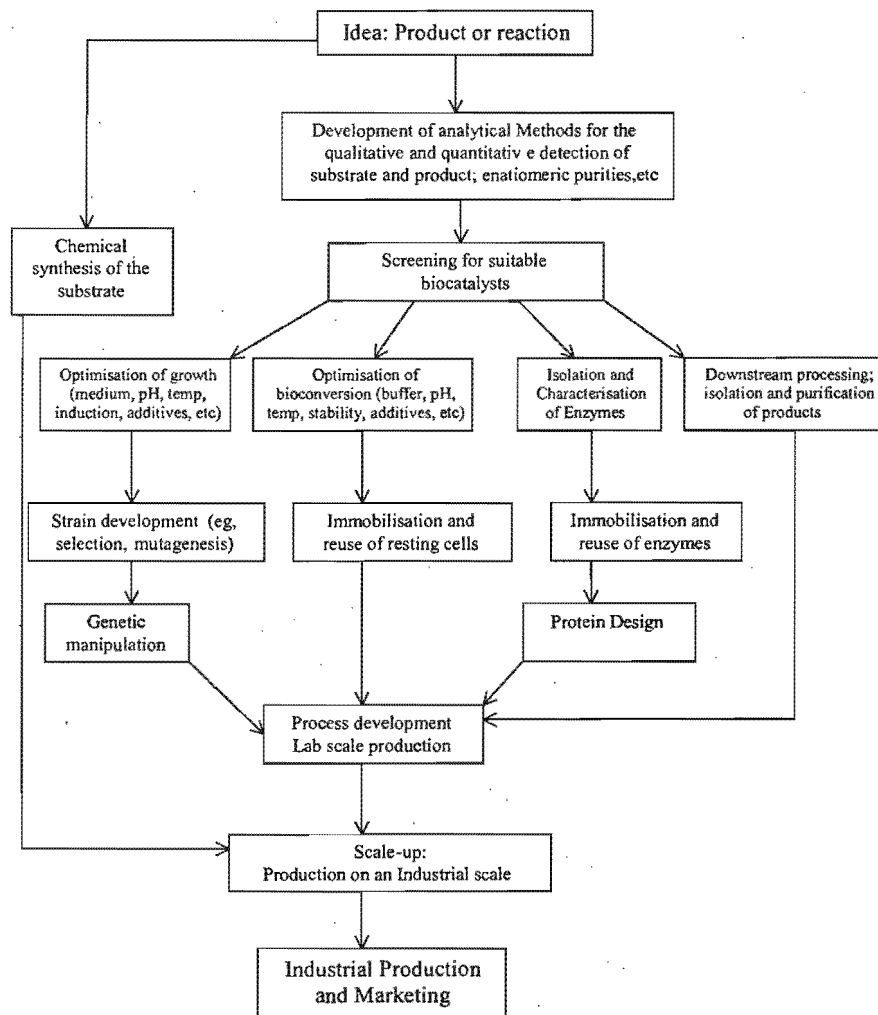 Idea: Product or reaction
Development of analytical Methods for the
qualitative and quantitativ e detection of
substrate and product; enatiomeric purities,etc
Chemical
synthesis of the
substrate
Screening for suitable
biocatalysts
Optimisation of growth
(medium, pH, temp,
induction, additives, etc)
Optimisation of
bioconversion (buffer, pH,
temp, stability, additives, etc)
Isolation and
Characterisation
of Enzymes
Downstream processing;
isolation and purification
of products
Strain development (eg,
selection, mutagenesis)
Immobilisation and
reuse of resting cells
Immobilisation and
reuse of enzymes
Genetic
manipulation
Protein Design
Process development
Lab scale production
Scale-up:
Production on an Industrial scale
Industrial Production
and Marketing